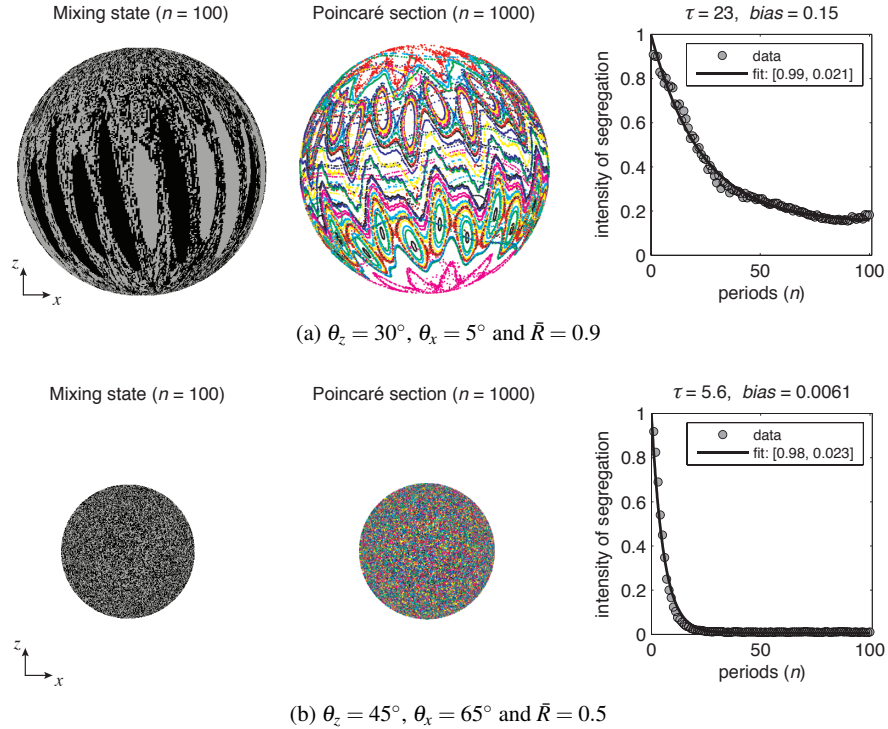 Mixing state (n = 100)
Poincaré section (n = 1000)
τ = 23, bias = 0.15
intensity of segregation
1
0.8
0.6
0.4
0.2
0
data
fit: [0.99, 0.021]
0
50
100
periods (n)
z
x
(a) θz = 30°, θx = 5° and R̄ = 0.9
Mixing state (n = 100)
Poincaré section (n = 1000)
τ = 5.6, bias = 0.0061
intensity of segregation
1
0.8
0.6
0.4
0.2
0
data
fit: [0.98, 0.023]
0
50
100
periods (n)
z
x
(b) θz = 45°, θx = 65° and R̄ = 0.5